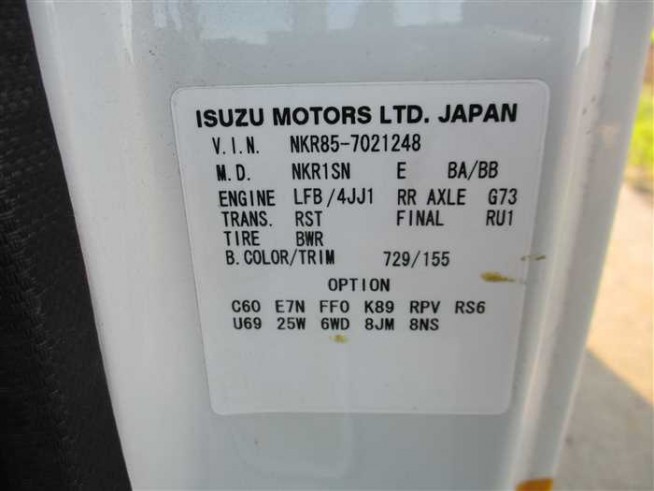 ISUZU MOTORS LTD. JAPAN
V.I.N. NKR85-7021248
M.D. NKR1SN E BA/BB
ENGINE LFB/4JJ1 RR AXLE G73
TRANS. RST FINAL RU1
TIRE BWR
B.COLOR/TRIM 729/155
OPTION
C60 E7N FF0 K89 RPV RS6
U69 25W 6WD 8JM 8NS